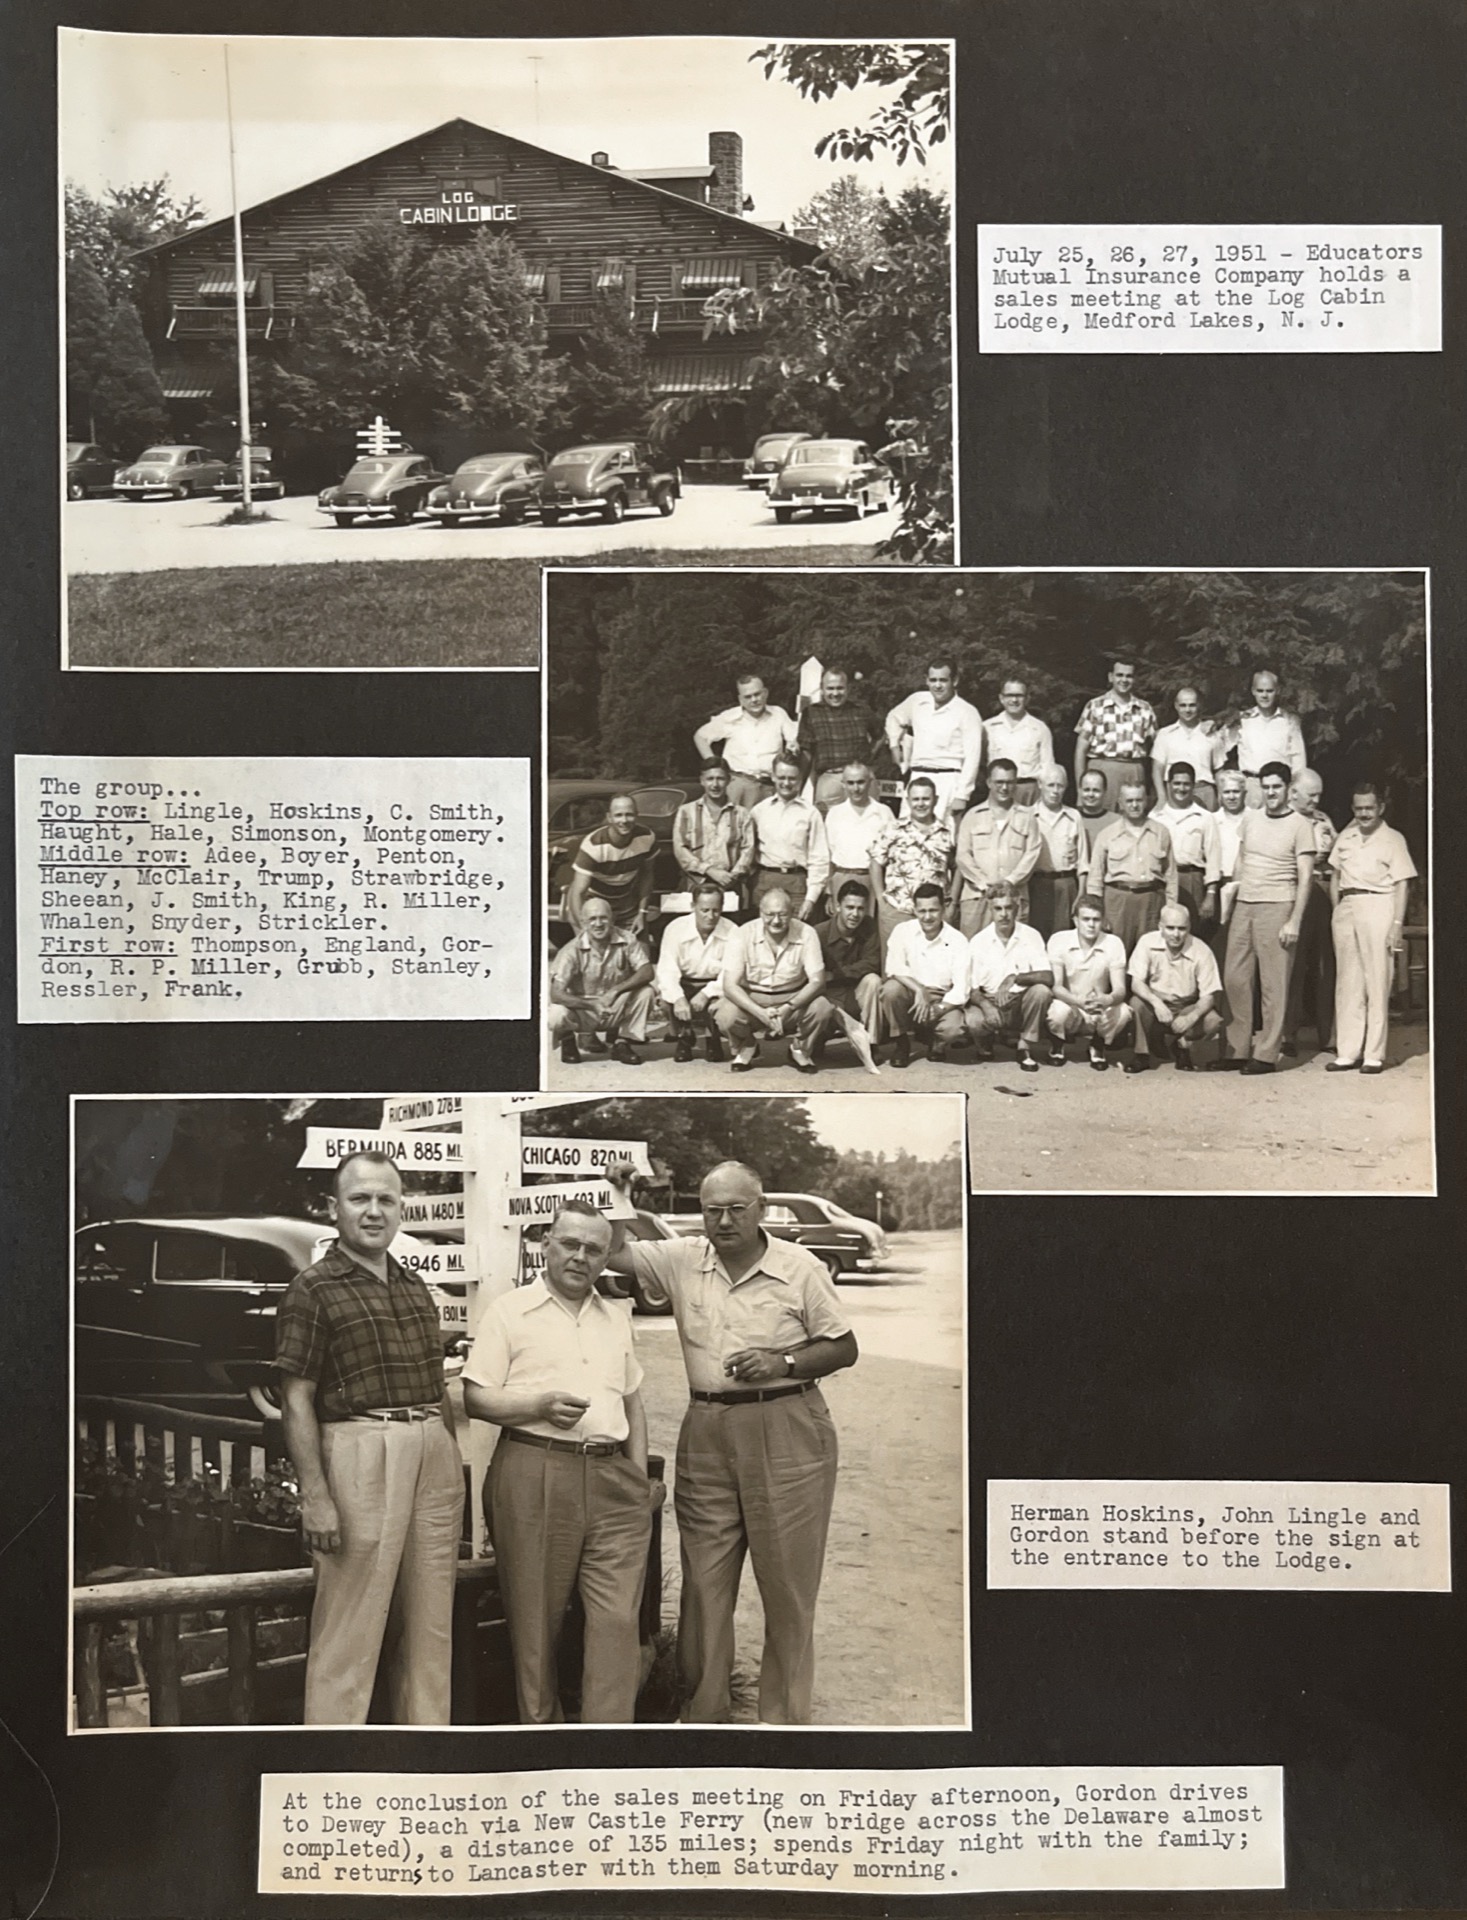 LOG
CABIN LODGE
July 25, 26, 27, 1951 - Educators
Mutual Insurance Company holds a
sales meeting at the Log Cabin
Lodge, Medford Lakes, N. J.
The group...
Top row: Lingle, Hoskins, C. Smith,
Haught, Hale, Simonson, Montgomery.
Middle row: Adee, Boyer, Penton,
Haney, McClair, Trump, Strawbridge,
Sheean, J. Smith, King, R. Miller,
Whalen, Snyder, Strickler.
First row: Thompson, England, Gor-
don, R. P. Miller, Grubb, Stanley,
Ressler, Frank.
RICHMOND 278 M
BERMUDA 885 MI.
CHICAGO 820 MI.
NOVA SCOTIA 693 MI.
VANA 1480 M
3946 MI.
OLLY
1301 M
Herman Hoskins, John Lingle and
Gordon stand before the sign at
the entrance to the Lodge.
At the conclusion of the sales meeting on Friday afternoon, Gordon drives
to Dewey Beach via New Castle Ferry (new bridge across the Delaware almost
completed), a distance of 135 miles; spends Friday night with the family;
and returns to Lancaster with them Saturday morning.